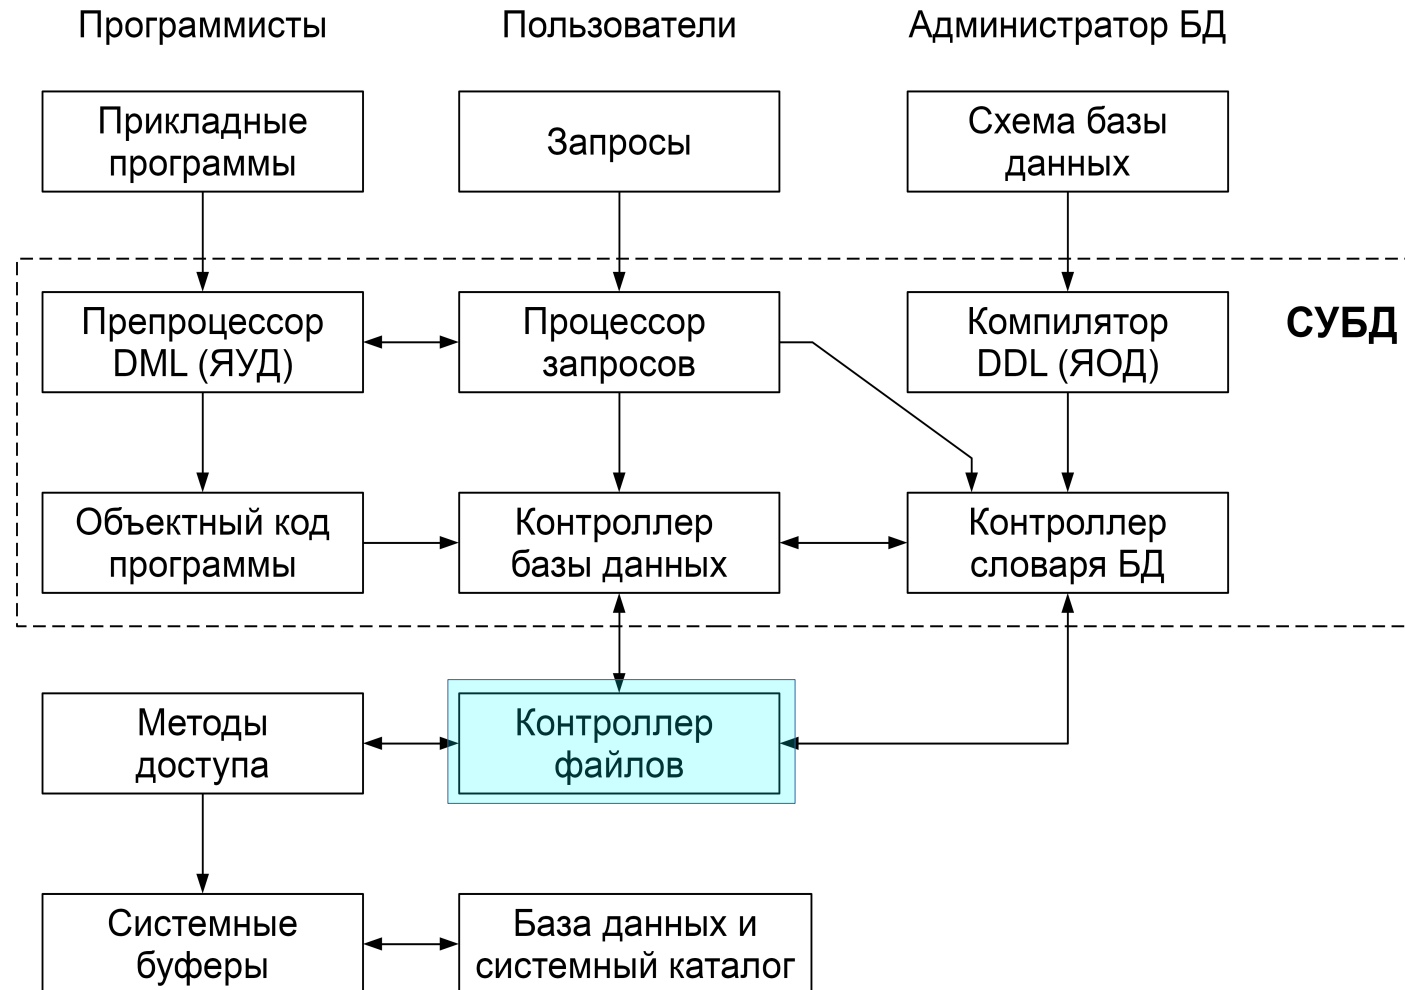 Программисты
Пользователи
Администратор БД
Прикладные
программы
Запросы
Схема базы
данных
Препроцессор
DML (ЯУД)
Процессор
запросов
Компилятор
DDL (ЯОД)
СУБД
Объектный код
программы
Контроллер
базы данных
Контроллер
словаря БД
Методы
доступа
Контроллер
файлов
Системные
буферы
База данных и
системный каталог